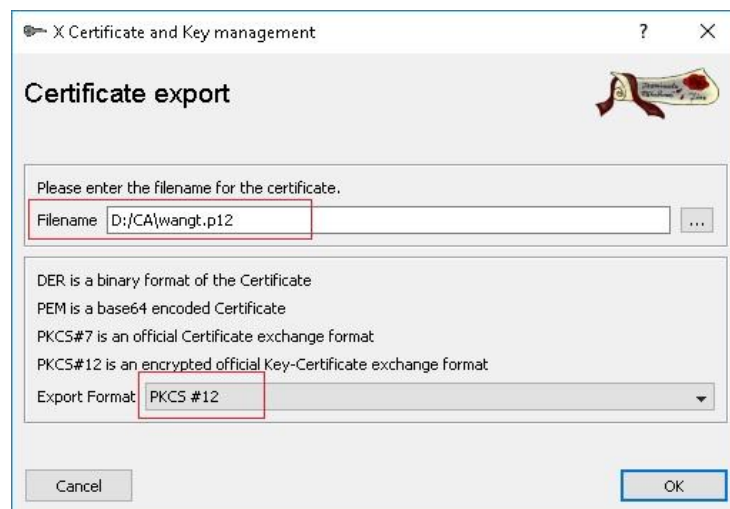 X Certificate and Key management
Certificate export
Please enter the filename for the certificate.
Filename D:/CA\wangt.p12 ...
DER is a binary format of the Certificate
PEM is a base64 encoded Certificate
PKCS#7 is an official Certificate exchange format
PKCS#12 is an encrypted official Key-Certificate exchange format
Export Format PKCS #12
Cancel OK